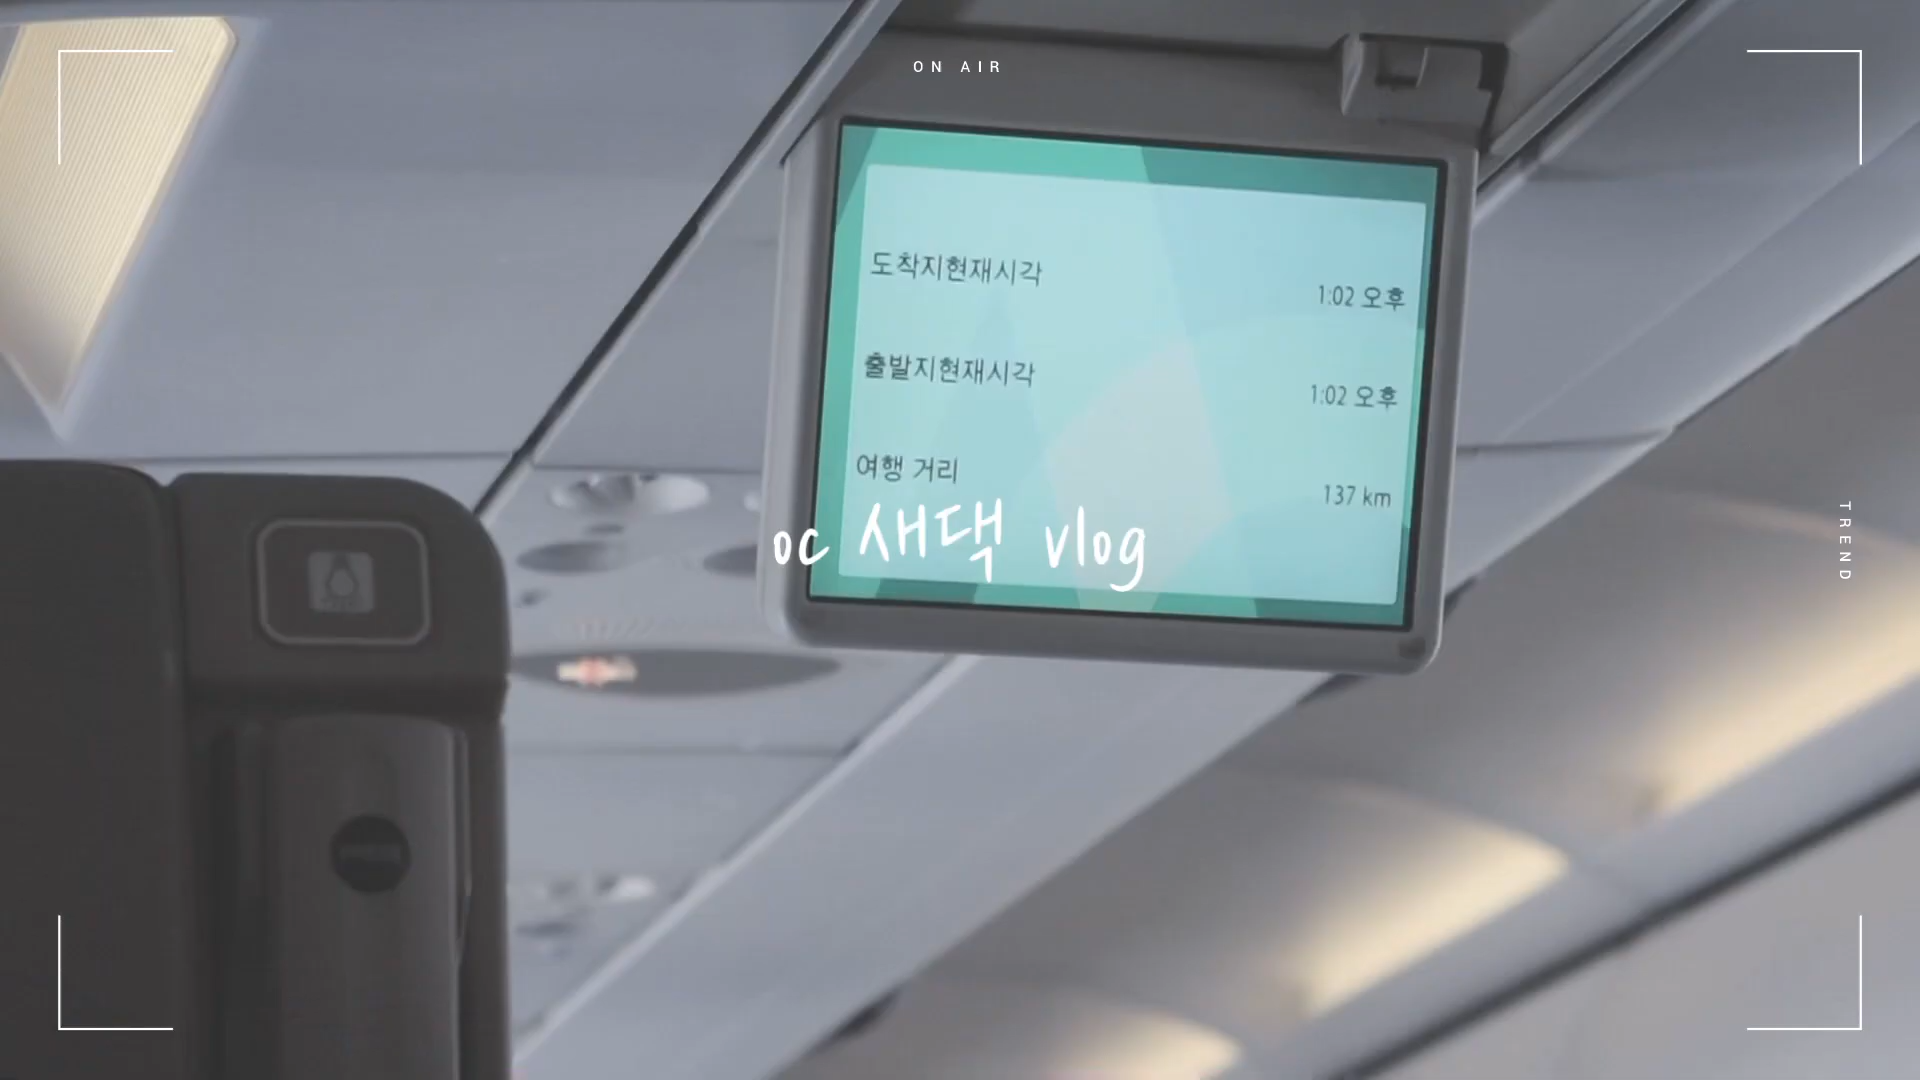 ON AIR
도착지현재시각
1:02 오후
출발지현재시각
1:02 오후
여행 거리
137 km
oc 새댁 vlog
TREND